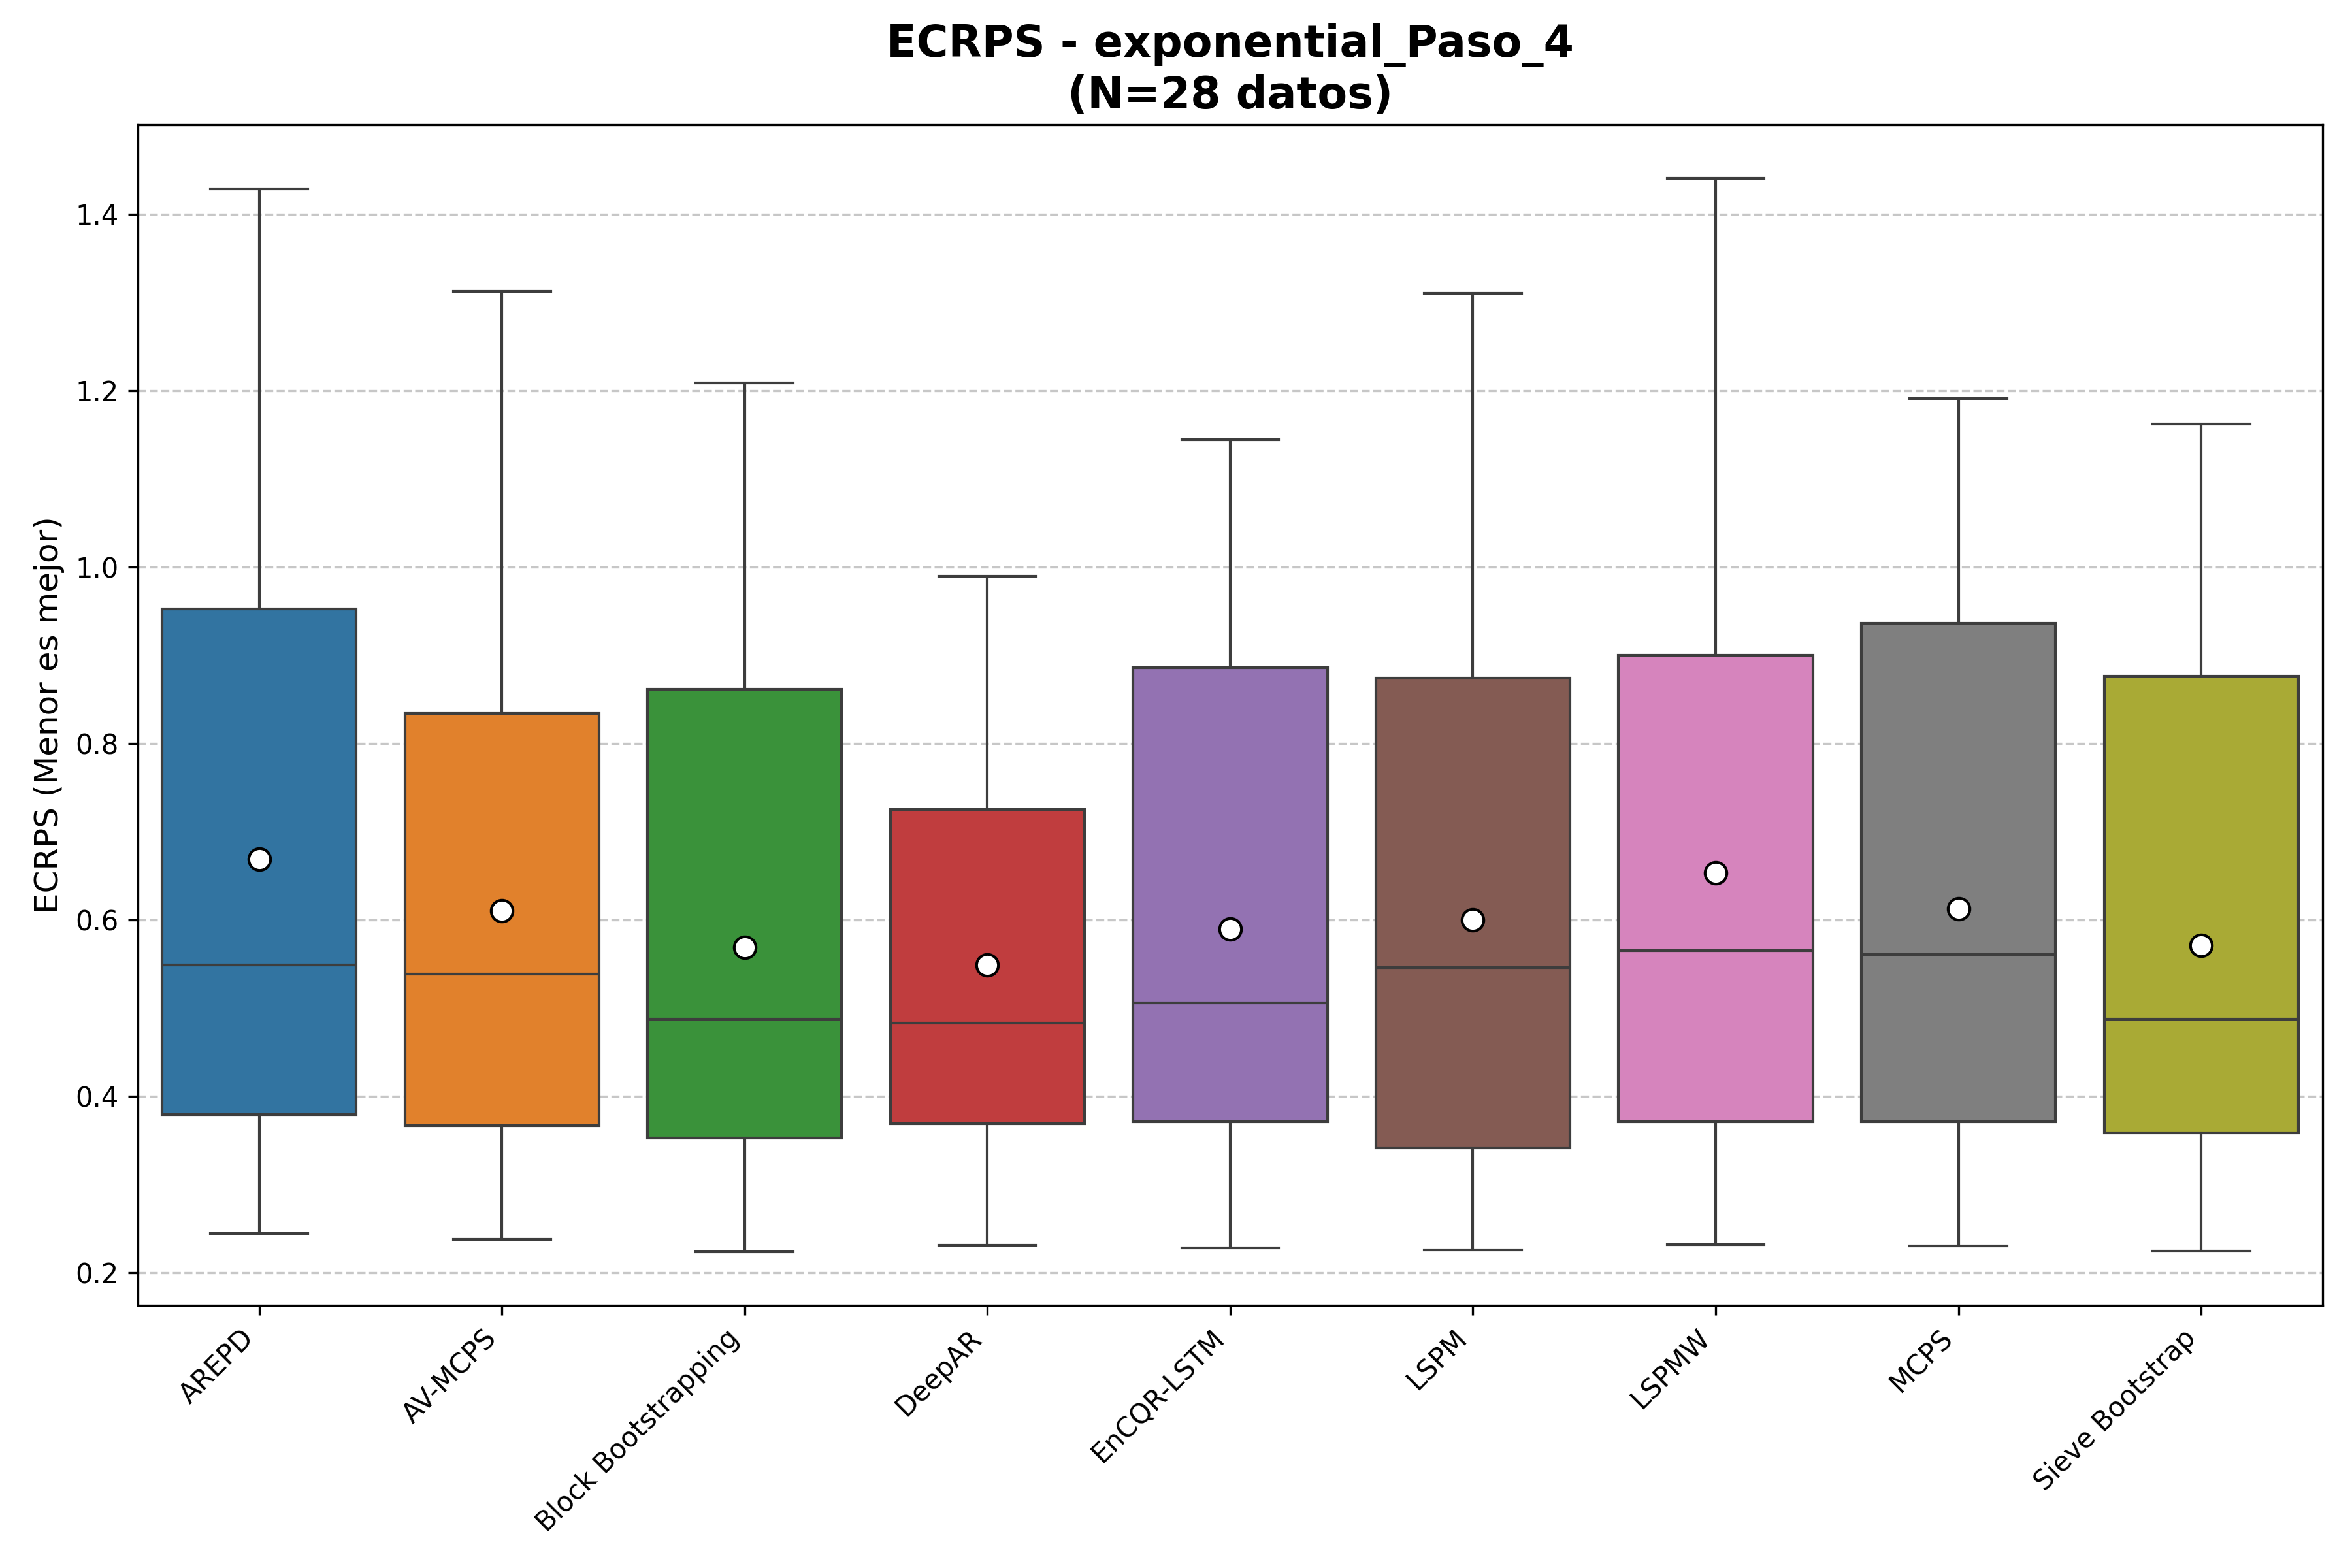 ECRPS - exponential_Paso_4
(N=28 datos)
ECRPS (Menor es mejor)
1.4
1.2
1.0
0.8
0.6
0.4
0.2
AREPD
AV-MCPS
Block Bootstrapping
DeepAR
EnCQR-LSTM
LSPM
LSPMW
MCPS
Sieve Bootstrap